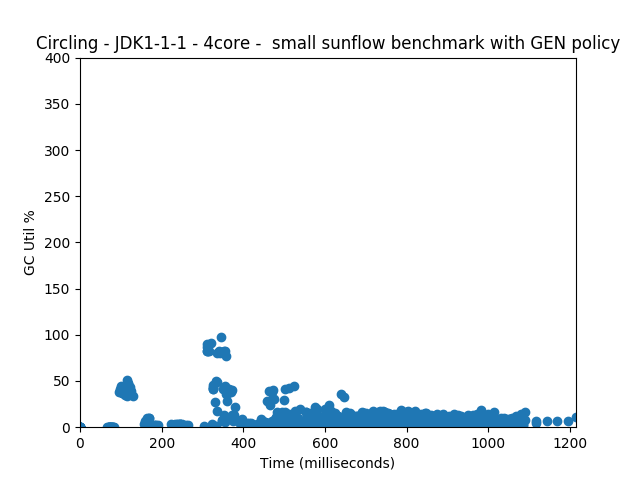 Circling - JDK1-1-1 - 4core -  small sunflow benchmark with GEN policy
400
350
300
250
200
150
100
50
0
GC Util %
0 200 400 600 800 1000 1200
Time (milliseconds)